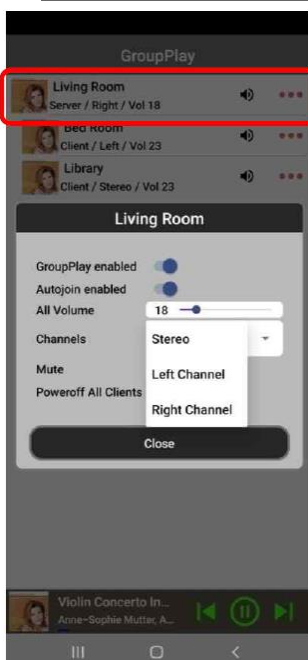 GroupPlay
Living Room
Server / Right / Vol 18
Bed Room
Client / Left / Vol 23
Library
Client / Stereo / Vol 23
Living Room
GroupPlay enabled
Autojoin enabled
All Volume 18
Channels Stereo
Left Channel
Mute
Poweroff All Clients
Right Channel
Close
Violin Concerto In...
Anne-Sophie Mutter, A...